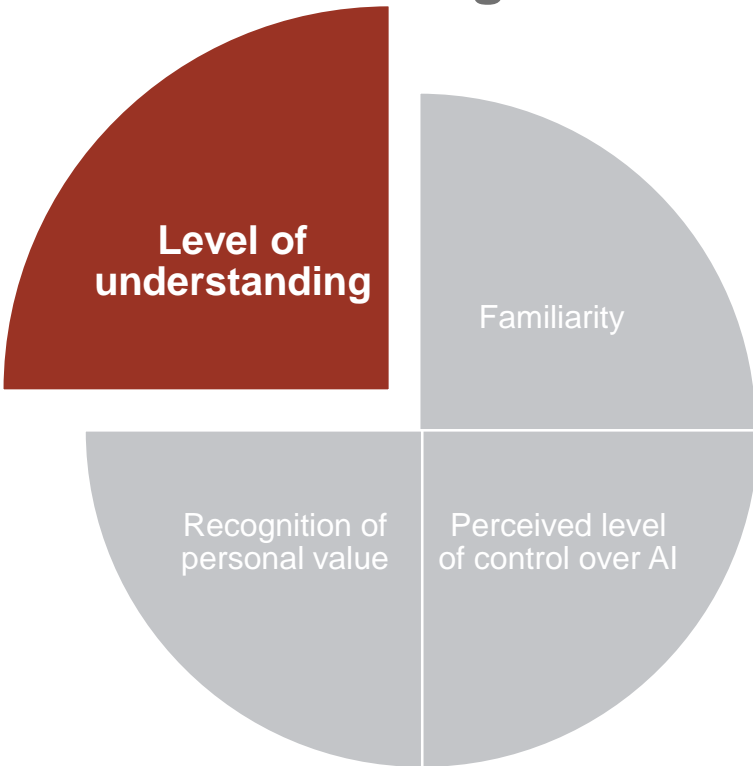 Level of
understanding
Familiarity
Recognition of
personal value
Perceived level
of control over AI